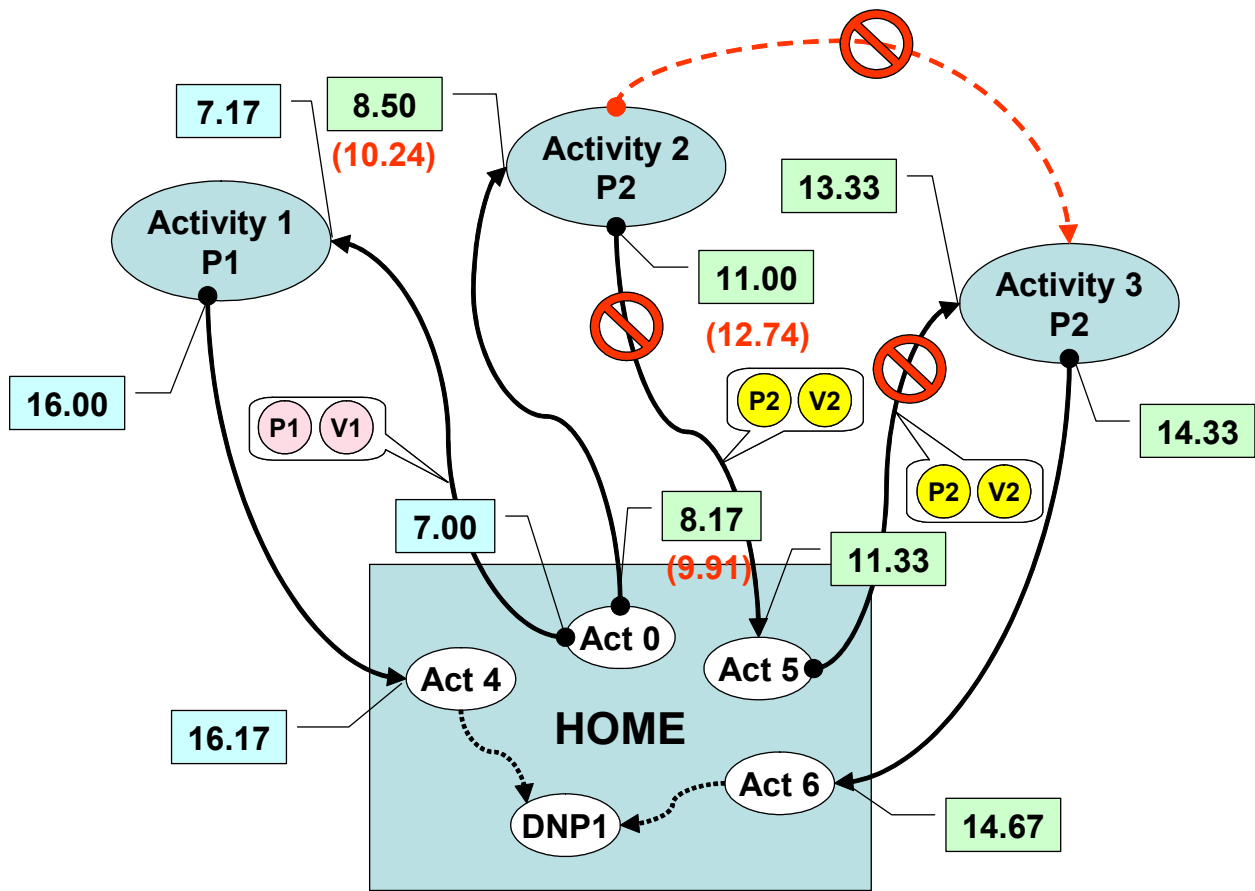 7.17
8.50
(10.24)
Activity 2
P2
13.33
Activity 1
P1
11.00
(12.74)
Activity 3
P2
16.00
P1 V1
P2 V2
14.33
P2 V2
7.00
8.17
(9.91)
11.33
Act 0
Act 5
Act 4
16.17
HOME
Act 6
DNP1
14.67